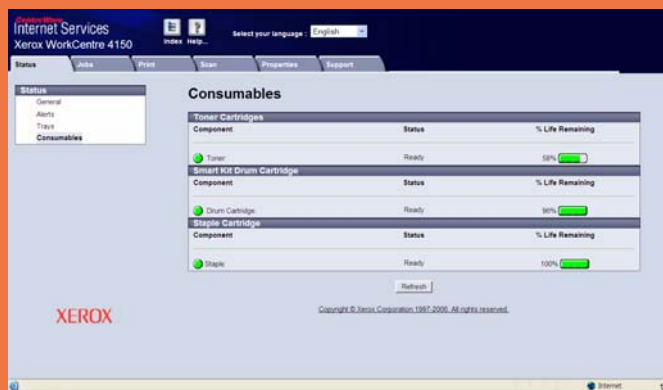 CentreWare
Internet Services
Xerox WorkCentre 4150
Index Help...
Select your language : English
Status Jobs Print Scan Properties Support
Status
General
Alerts
Trays
Consumables
Consumables
Toner Cartridges
Component Status % Life Remaining
Toner Ready 58%
Smart Kit Drum Cartridge
Component Status % Life Remaining
Drum Cartridge Ready
Staple Cartridge
Component Status % Life Remaining
Staple Ready 100%
Refresh
XEROX
Copyright © Xerox Corporation 1997-2006. All rights reserved.
Internet